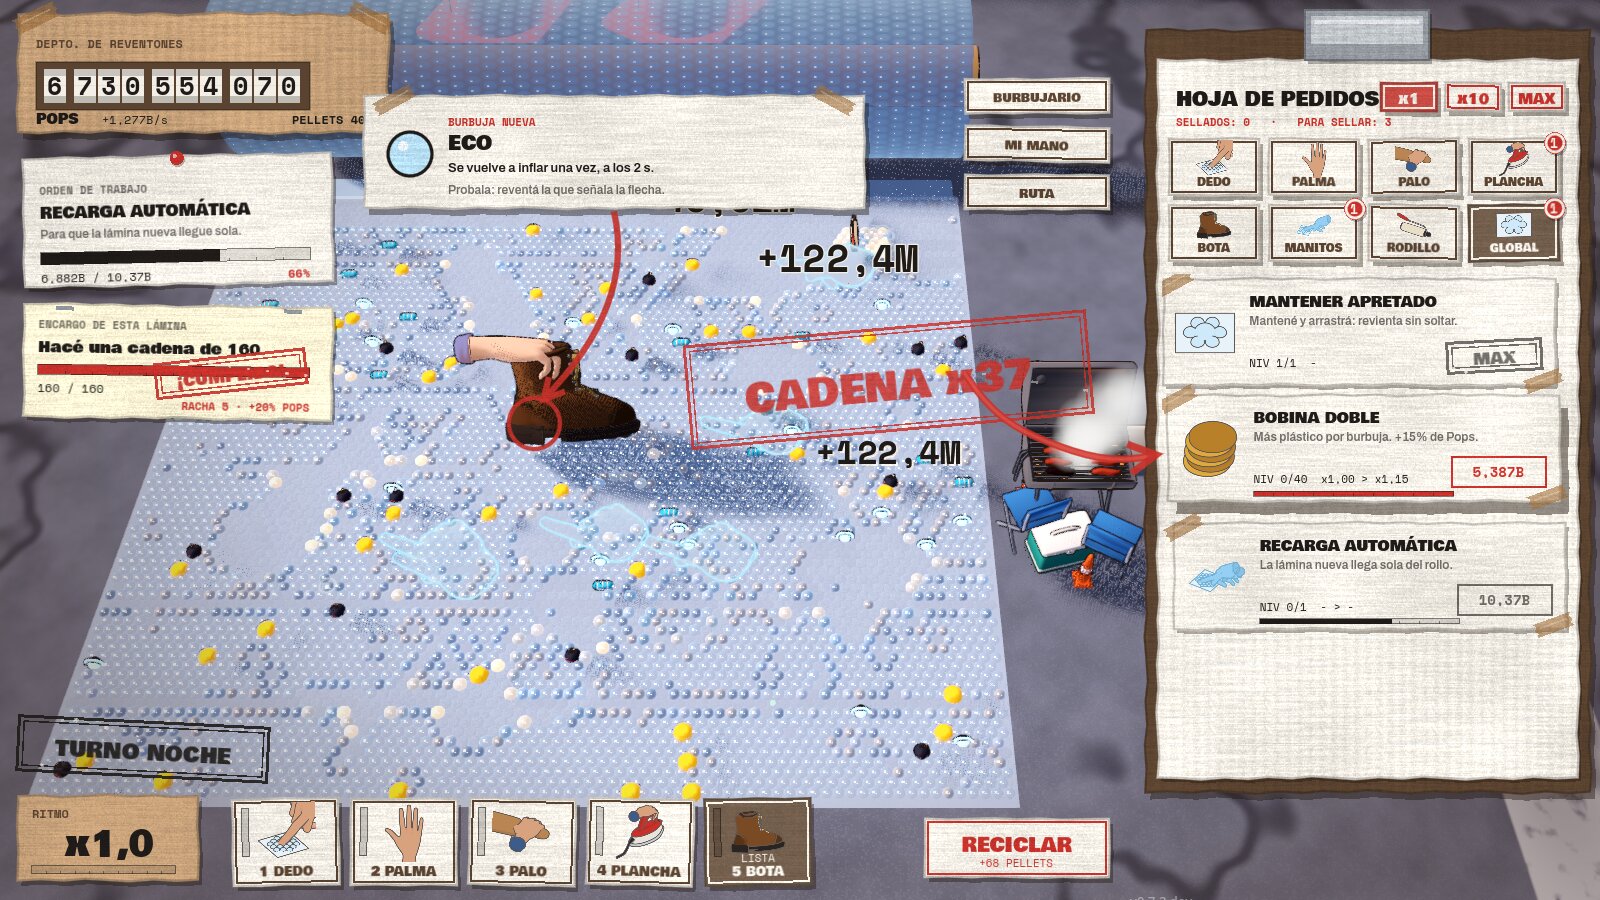 DEPTO. DE REVENTONES
6 730 554 070
POPS +1,277B/s PELLETS 40
ORDEN DE TRABAJO
RECARGA AUTOMÁTICA
Para que la lámina nueva llegue sola.
6,882B / 10,37B 66%
ENCARGO DE ESTA LÁMINA
Hacé una cadena de 160
160 / 160
RACHA 5 · +20% POPS
BURBUJA NUEVA
ECO
Se vuelve a inflar una vez, a los 2 s.
Probala: reventá la que señala la flecha.
BURBUJARIO
MI MANO
RUTA
+122,4M
CADENA x37
+122,4M
HOJA DE PEDIDOS x1 x10 MAX
SELLADOS: 0 · PARA SELLAR: 3
DEDO PALMA PALO PLANCHA 1
BOTA MANITOS 1 RODILLO GLOBAL 1
MANTENER APRETADO
Mantené y arrastrá: revienta sin soltar.
NIV 1/1 - MAX
BOBINA DOBLE
Más plástico por burbuja. +15% de Pops.
NIV 0/40 x1,00 > x1,15 5,387B
RECARGA AUTOMÁTICA
La lámina nueva llega sola del rollo.
NIV 0/1 - > - 10,37B
TURNO NOCHE
RITMO
x1,0
1 DEDO 2 PALMA 3 PALO 4 PLANCHA LISTA 5 BOTA
RECICLAR
+68 PELLETS